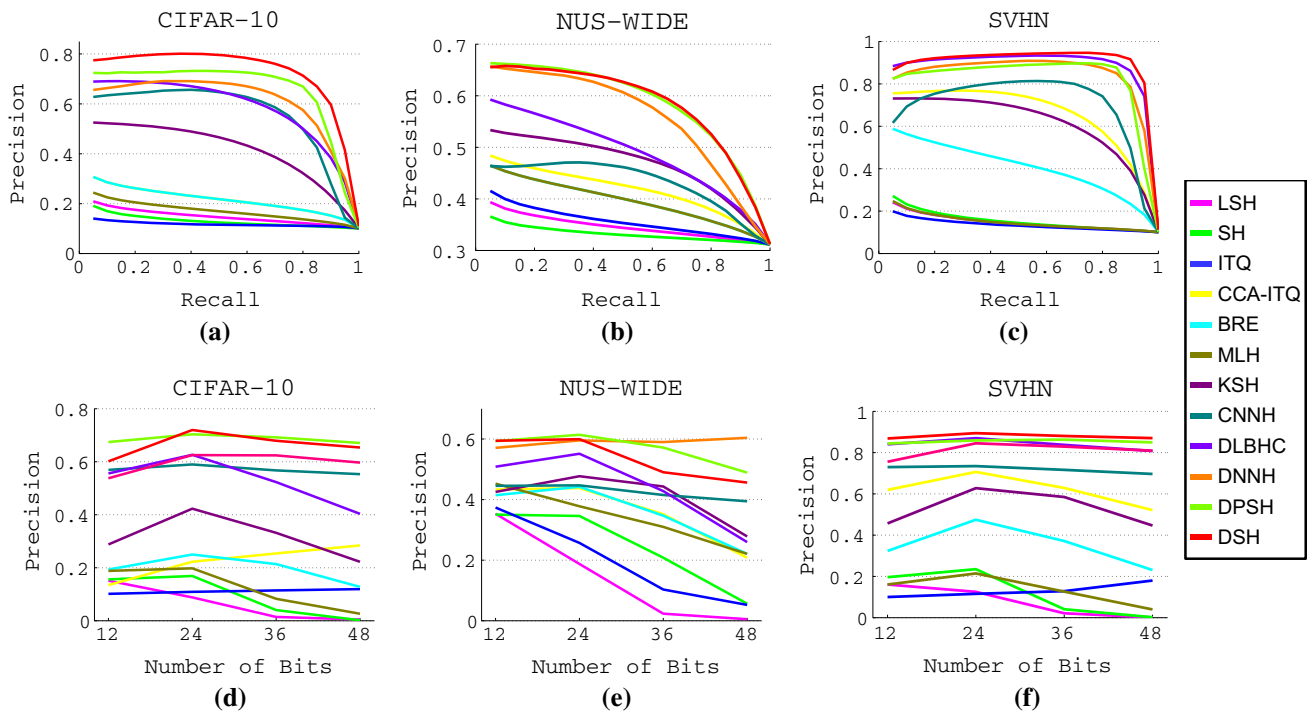 CIFAR-10
Precision
0.8
0.6
0.4
0.2
0
0 0.2 0.4 0.6 0.8 1
Recall
(a)
NUS-WIDE
Precision
0.7
0.6
0.5
0.4
0.3
0 0.2 0.4 0.6 0.8 1
Recall
(b)
SVHN
Precision
1
0.8
0.6
0.4
0.2
0
0 0.2 0.4 0.6 0.8 1
Recall
(c)
CIFAR-10
Precision
0.8
0.6
0.4
0.2
0
12 24 36 48
Number of Bits
(d)
NUS-WIDE
Precision
0.6
0.4
0.2
0
12 24 36 48
Number of Bits
(e)
SVHN
Precision
1
0.8
0.6
0.4
0.2
0
12 24 36 48
Number of Bits
(f)
LSH
SH
ITQ
CCA-ITQ
BRE
MLH
KSH
CNNH
DLBHC
DNNH
DPSH
DSH